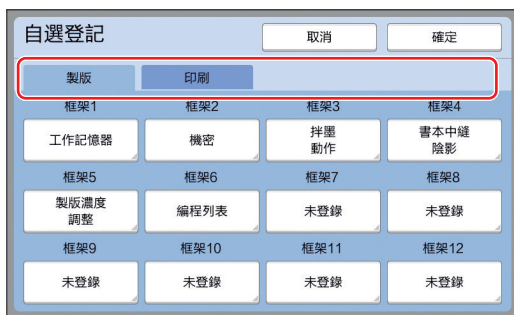 自選登記 取消 確定
製版 印刷
框架1 框架2 框架3 框架4
工作記憶器 機密 拌墨 動作 書本中縫 陰影
框架5 框架6 框架7 框架8
製版濃度 調整 編程列表 未登錄 未登錄
框架9 框架10 框架11 框架12
未登錄 未登錄 未登錄 未登錄